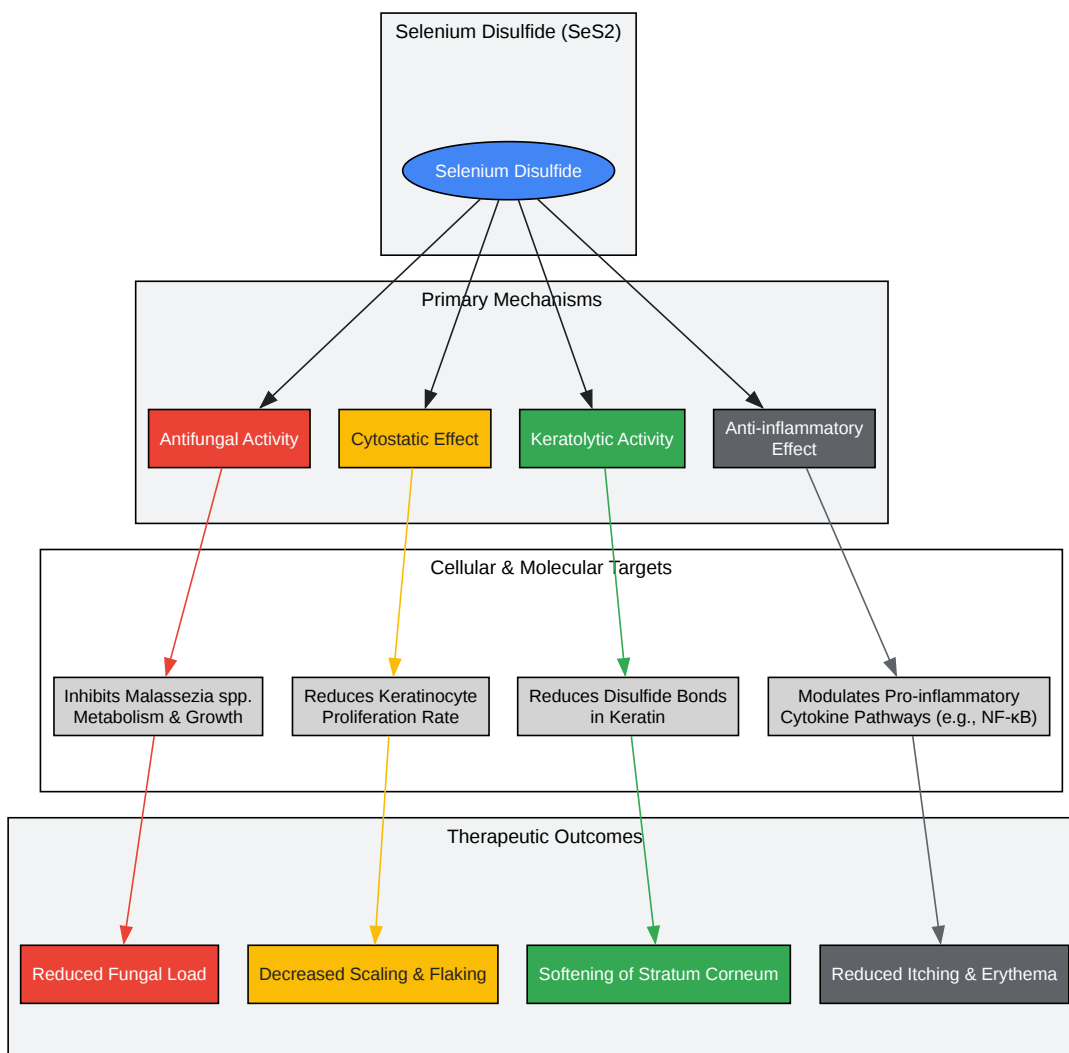 Selenium Disulfide (SeS2)
Selenium Disulfide
Primary Mechanisms
Antifungal Activity
Cytostatic Effect
Keratolytic Activity
Anti-inflammatory
Effect
Cellular & Molecular Targets
Inhibits Malassezia spp.
Metabolism & Growth
Reduces Keratinocyte
Proliferation Rate
Reduces Disulfide Bonds
in Keratin
Modulates Pro-inflammatory
Cytokine Pathways (e.g., NF-κB)
Therapeutic Outcomes
Reduced Fungal Load
Decreased Scaling & Flaking
Softening of Stratum Corneum
Reduced Itching & Erythema